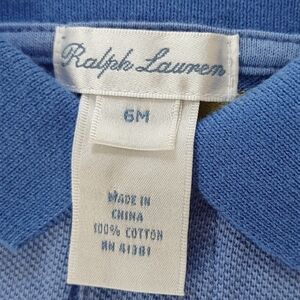 Ralph Lauren
6M
MADE IN
CHINA
100% COTTON
RN 41381